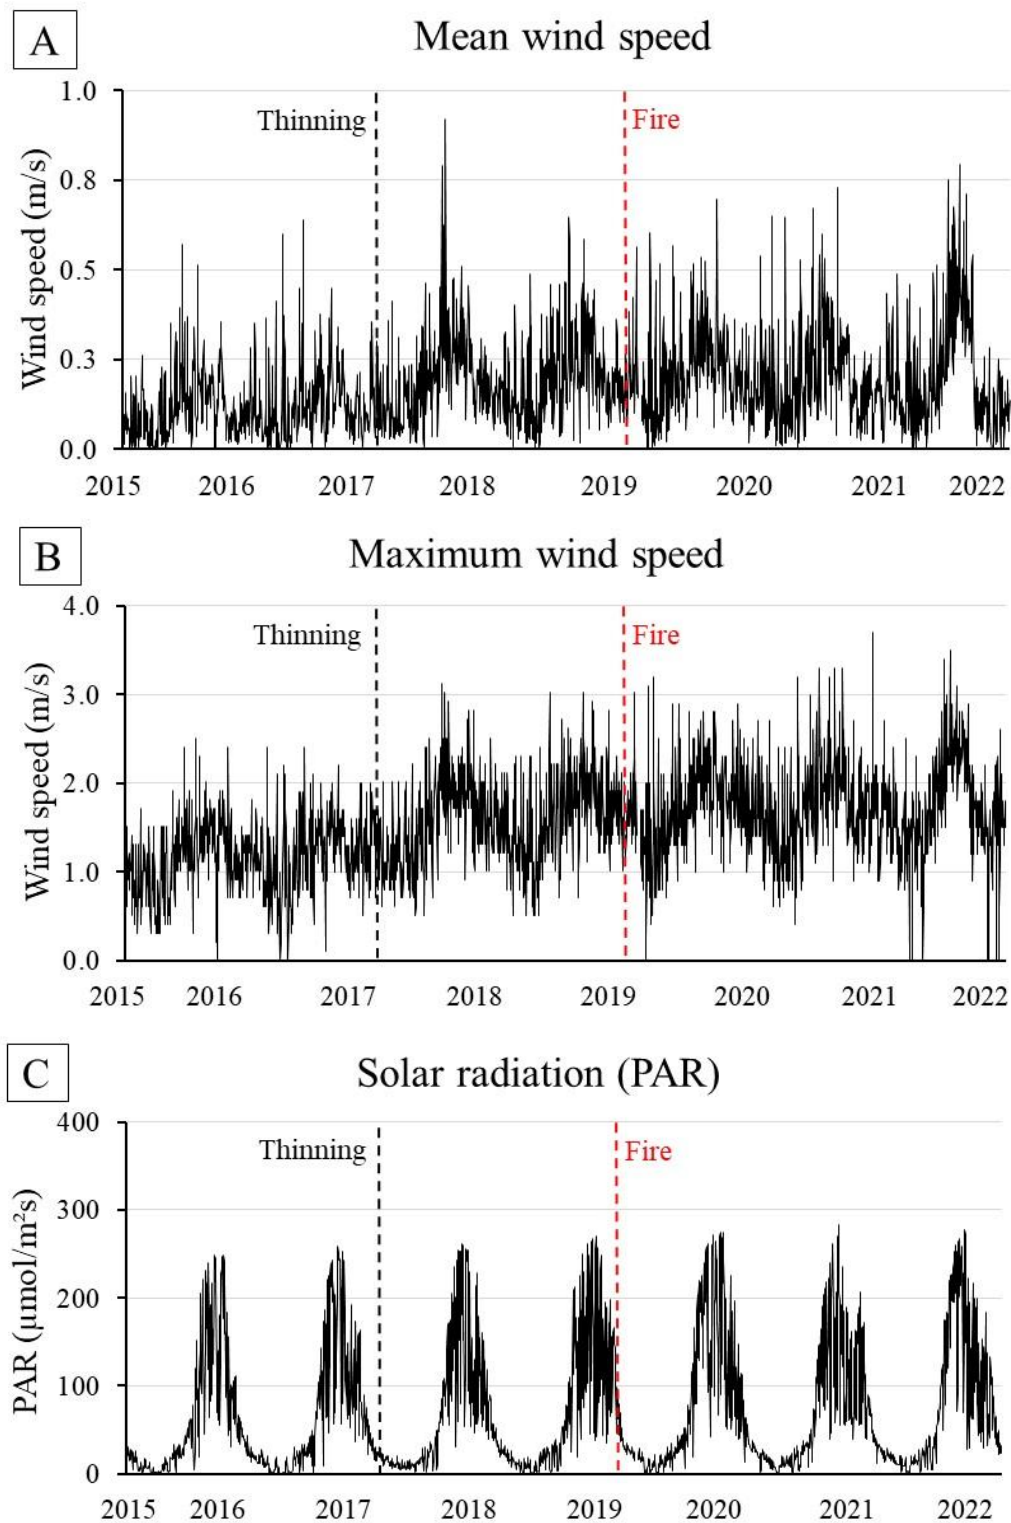 A
Mean wind speed
Wind speed (m/s)
1.0
0.8
0.5
0.3
0.0
Thinning
Fire
2015 2016 2017 2018 2019 2020 2021 2022
B
Maximum wind speed
Wind speed (m/s)
4.0
3.0
2.0
1.0
0.0
Thinning
Fire
2015 2016 2017 2018 2019 2020 2021 2022
C
Solar radiation (PAR)
PAR (μmol/m²s)
400
300
200
100
0
Thinning
Fire
2015 2016 2017 2018 2019 2020 2021 2022